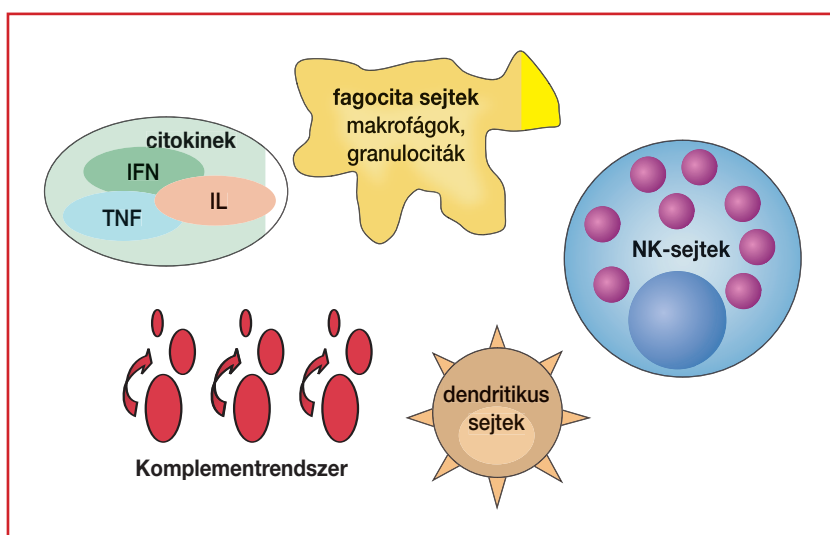 fagocita sejtek
makrofágok,
granulociták
citokinek
IFN
IL
TNF
NK-sejtek
dendritikus
sejtek
Komplementrendszer